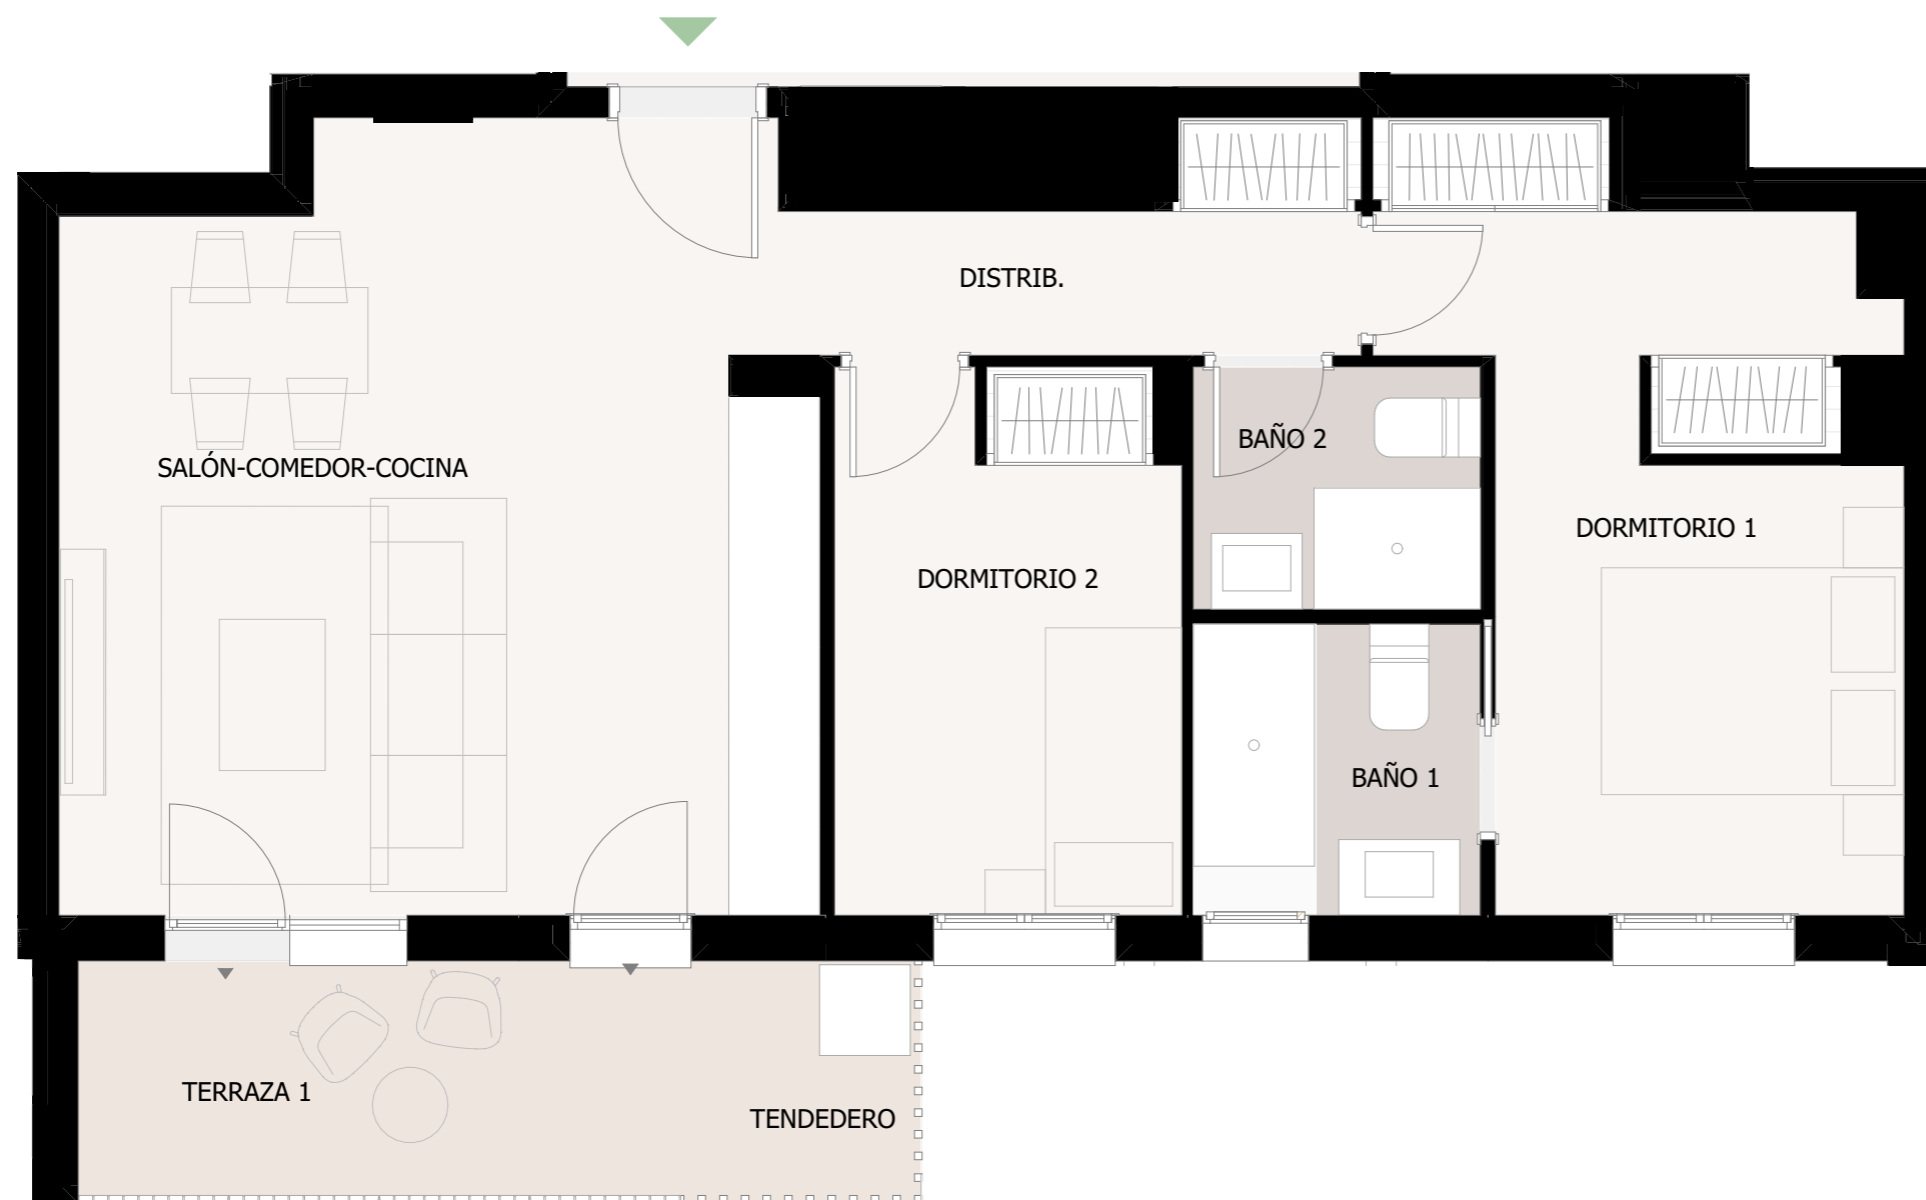 DISTRIB.
BAÑO 2
SALÓN-COMEDOR-COCINA
DORMITORIO 1
DORMITORIO 2
BAÑO 1
TERRAZA 1
TENDEDERO